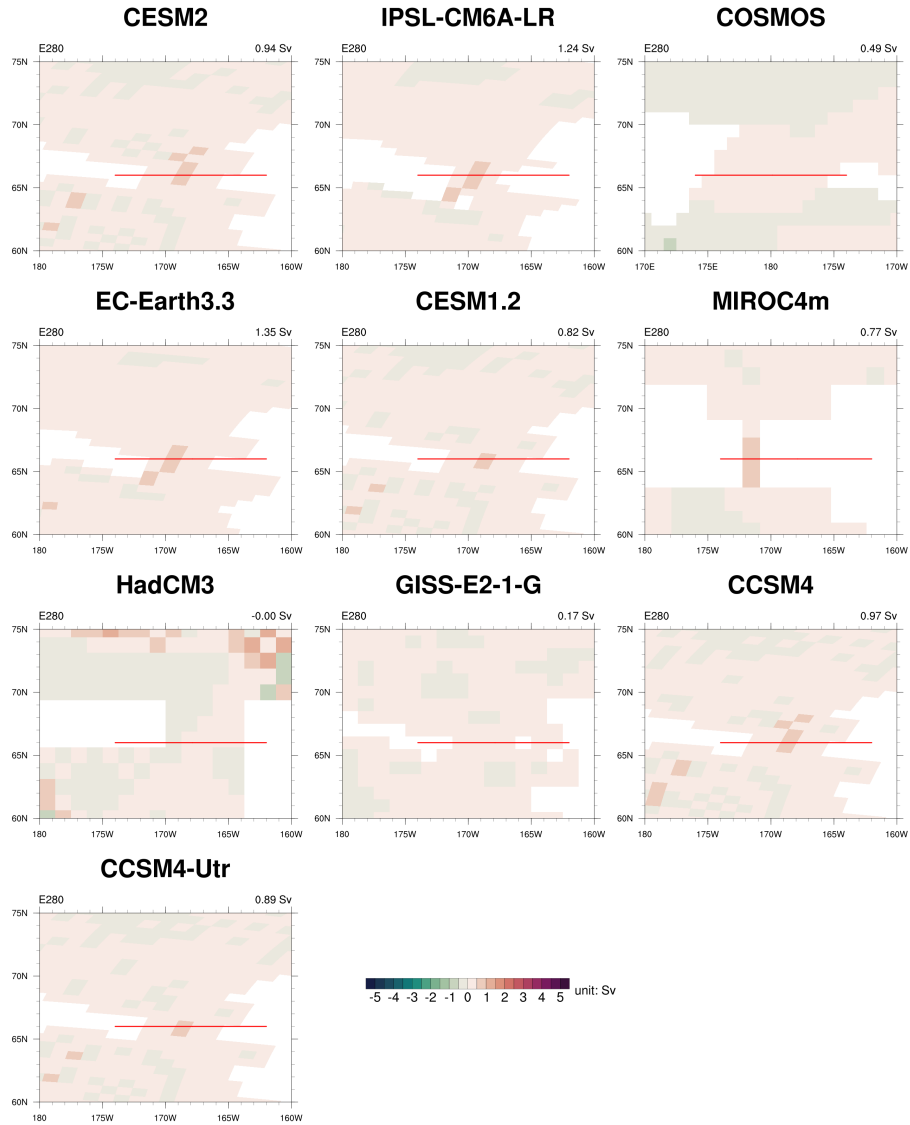 CESM2 IPSL-CM6A-LR COSMOS
E280 0.94 Sv E280 1.24 Sv E280 0.49 Sv
75N 75N 75N
70N 70N 70N
65N 65N 65N
60N 60N 60N
180 175W 170W 165W 160W 180 175W 170W 165W 160W 170E 175E 180 175W 170W
EC-Earth3.3 CESM1.2 MIROC4m
E280 1.35 Sv E280 0.82 Sv E280 0.77 Sv
75N 75N 75N
70N 70N 70N
65N 65N 65N
60N 60N 60N
180 175W 170W 165W 160W 180 175W 170W 165W 160W 180 175W 170W 165W 160W
HadCM3 GISS-E2-1-G CCSM4
E280 -0.00 Sv E280 0.17 Sv E280 0.97 Sv
75N 75N 75N
70N 70N 70N
65N 65N 65N
60N 60N 60N
180 175W 170W 165W 160W 180 175W 170W 165W 160W 180 175W 170W 165W 160W
CCSM4-Utr
E280 0.89 Sv
75N
70N
65N
60N
180 175W 170W 165W 160W
-5 -4 -3 -2 -1 0 1 2 3 4 5 unit: Sv